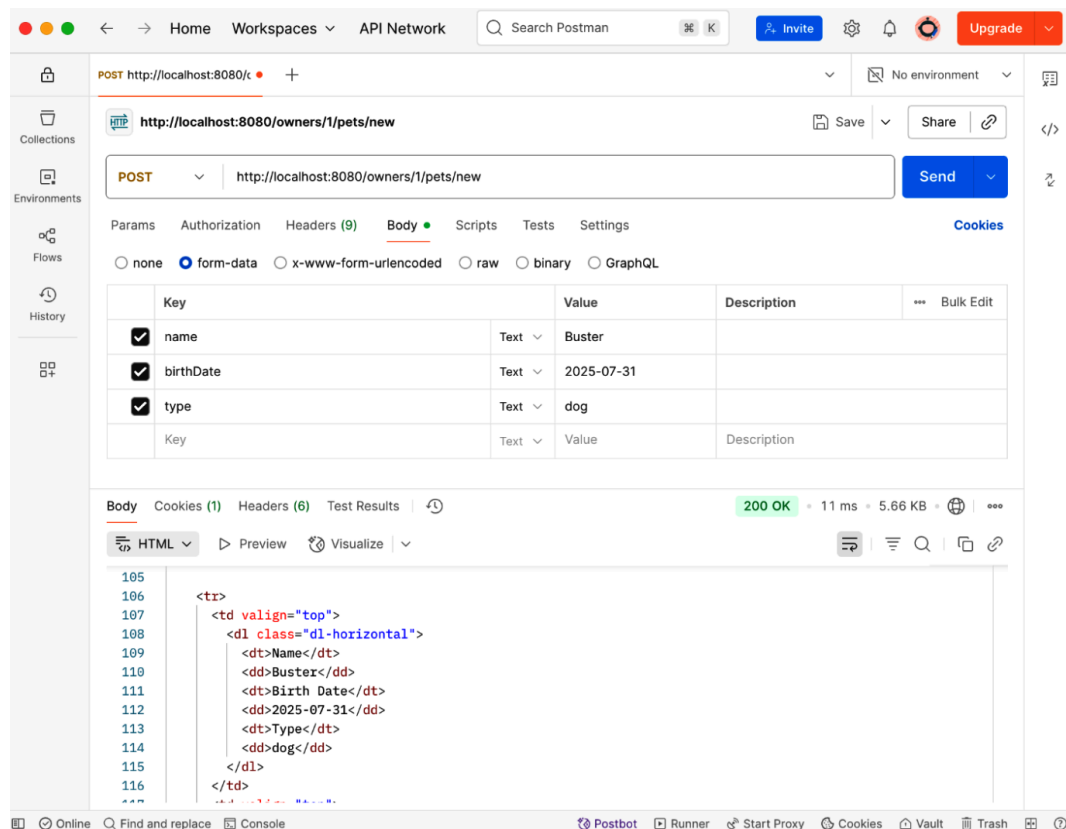 Home Workspaces API Network Search Postman ⌘ K Invite Upgrade
POST http://localhost:8080/c No environment
HTTP http://localhost:8080/owners/1/pets/new Save Share
Collections
POST http://localhost:8080/owners/1/pets/new Send
Environments
Params Authorization Headers (9) Body Scripts Tests Settings Cookies
Flows
none form-data x-www-form-urlencoded raw binary GraphQL
History
Key Value Description Bulk Edit
name Text Buster
birthDate Text 2025-07-31
type Text dog
Key Text Value Description
Body Cookies (1) Headers (6) Test Results 200 OK 11 ms 5.66 KB
HTML Preview Visualize
105
106 <tr>
107 <td valign="top">
108 <dl class="dl-horizontal">
109 <dt>Name</dt>
110 <dd>Buster</dd>
111 <dt>Birth Date</dt>
112 <dd>2025-07-31</dd>
113 <dt>Type</dt>
114 <dd>dog</dd>
115 </dl>
116 </td>
Online Find and replace Console Postbot Runner Start Proxy Cookies Vault Trash